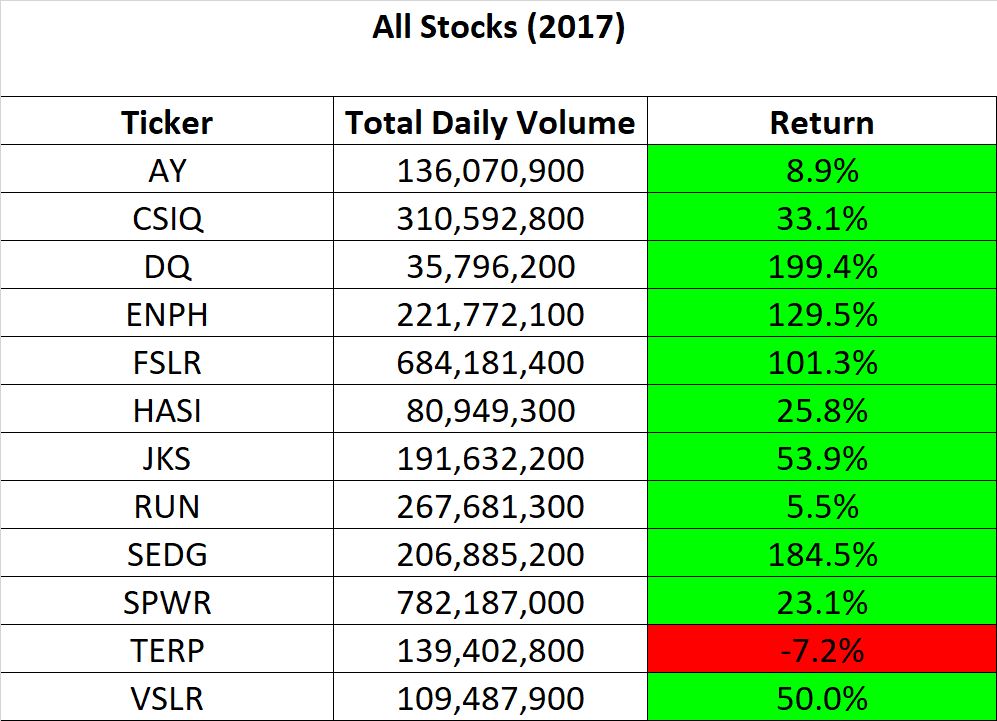 All Stocks (2017)
Ticker Total Daily Volume Return
AY 136,070,900 8.9%
CSIQ 310,592,800 33.1%
DQ 35,796,200 199.4%
ENPH 221,772,100 129.5%
FSLR 684,181,400 101.3%
HASI 80,949,300 25.8%
JKS 191,632,200 53.9%
RUN 267,681,300 5.5%
SEDG 206,885,200 184.5%
SPWR 782,187,000 23.1%
TERP 139,402,800 -7.2%
VSLR 109,487,900 50.0%